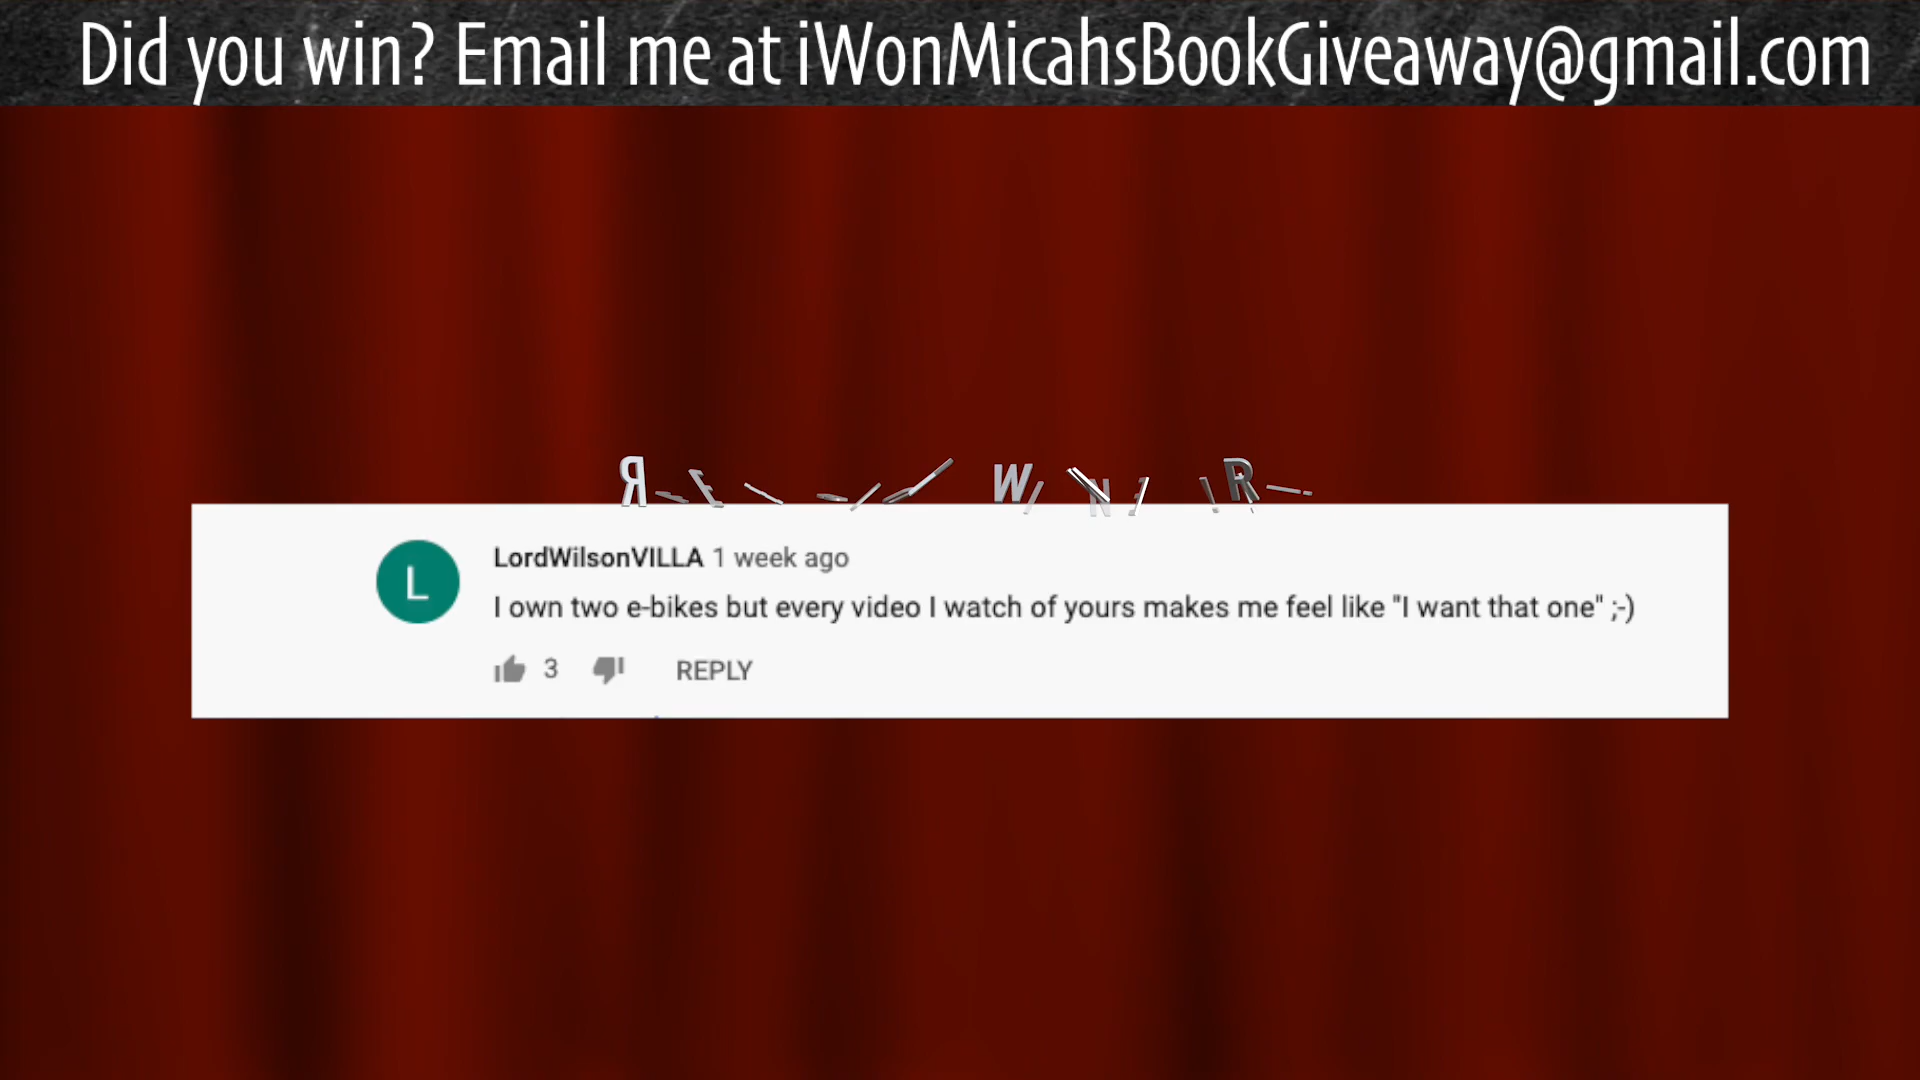 Did you win? Email me at iWonMicahsBookGiveaway@gmail.com
L
LordWilsonVILLA 1 week ago
I own two e-bikes but every video I watch of yours makes me feel like "I want that one" ;-)
3 REPLY